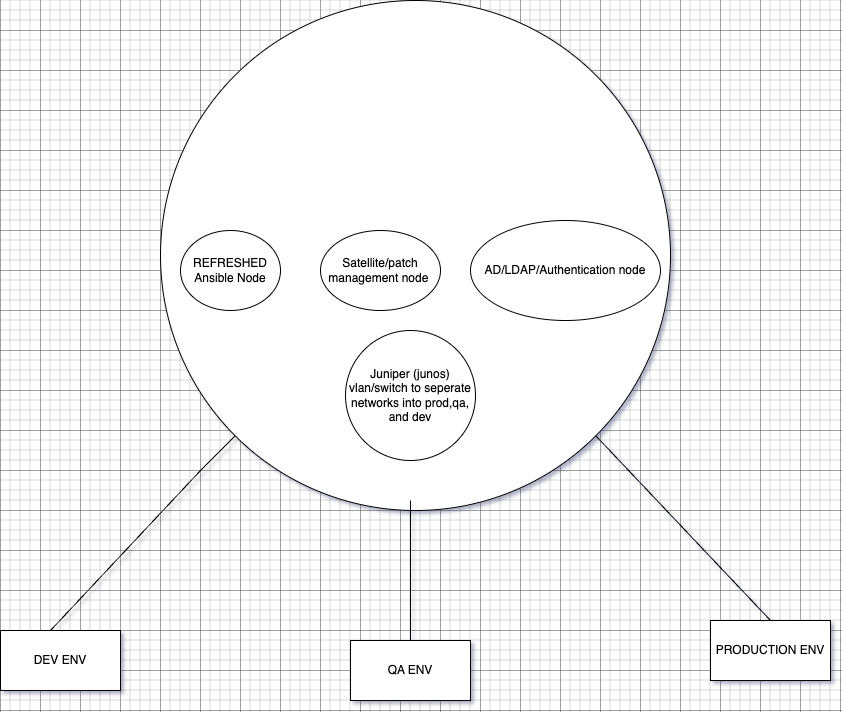 REFRESHED
Ansible Node
Satellite/patch
management node
AD/LDAP/Authentication node
Juniper (junos)
vlan/switch to seperate
networks into prod,qa,
and dev
DEV ENV
QA ENV
PRODUCTION ENV